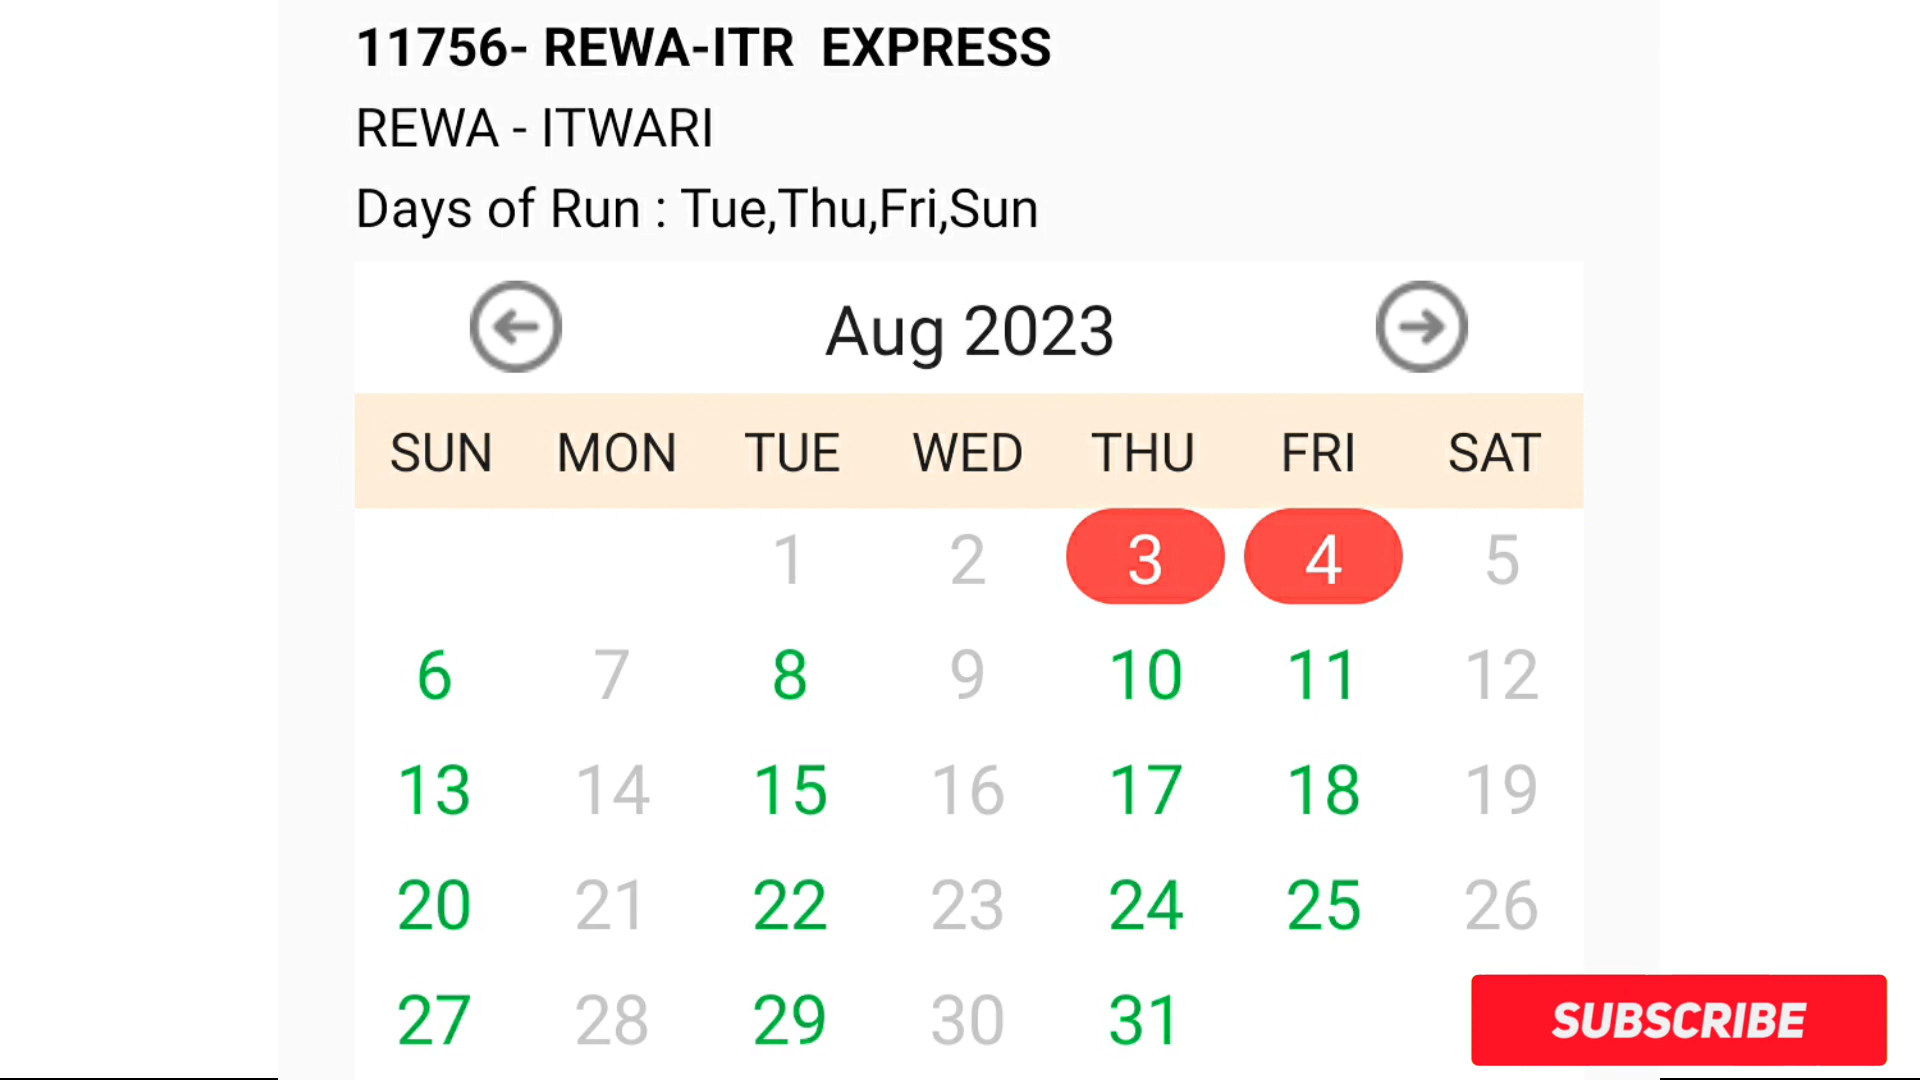 11756- REWA-ITR EXPRESS
REWA - ITWARI
Days of Run : Tue,Thu,Fri,Sun
Aug 2023
SUN MON TUE WED THU FRI SAT
1 2 3 4 5
6 7 8 9 10 11 12
13 14 15 16 17 18 19
20 21 22 23 24 25 26
27 28 29 30 31
SUBSCRIBE